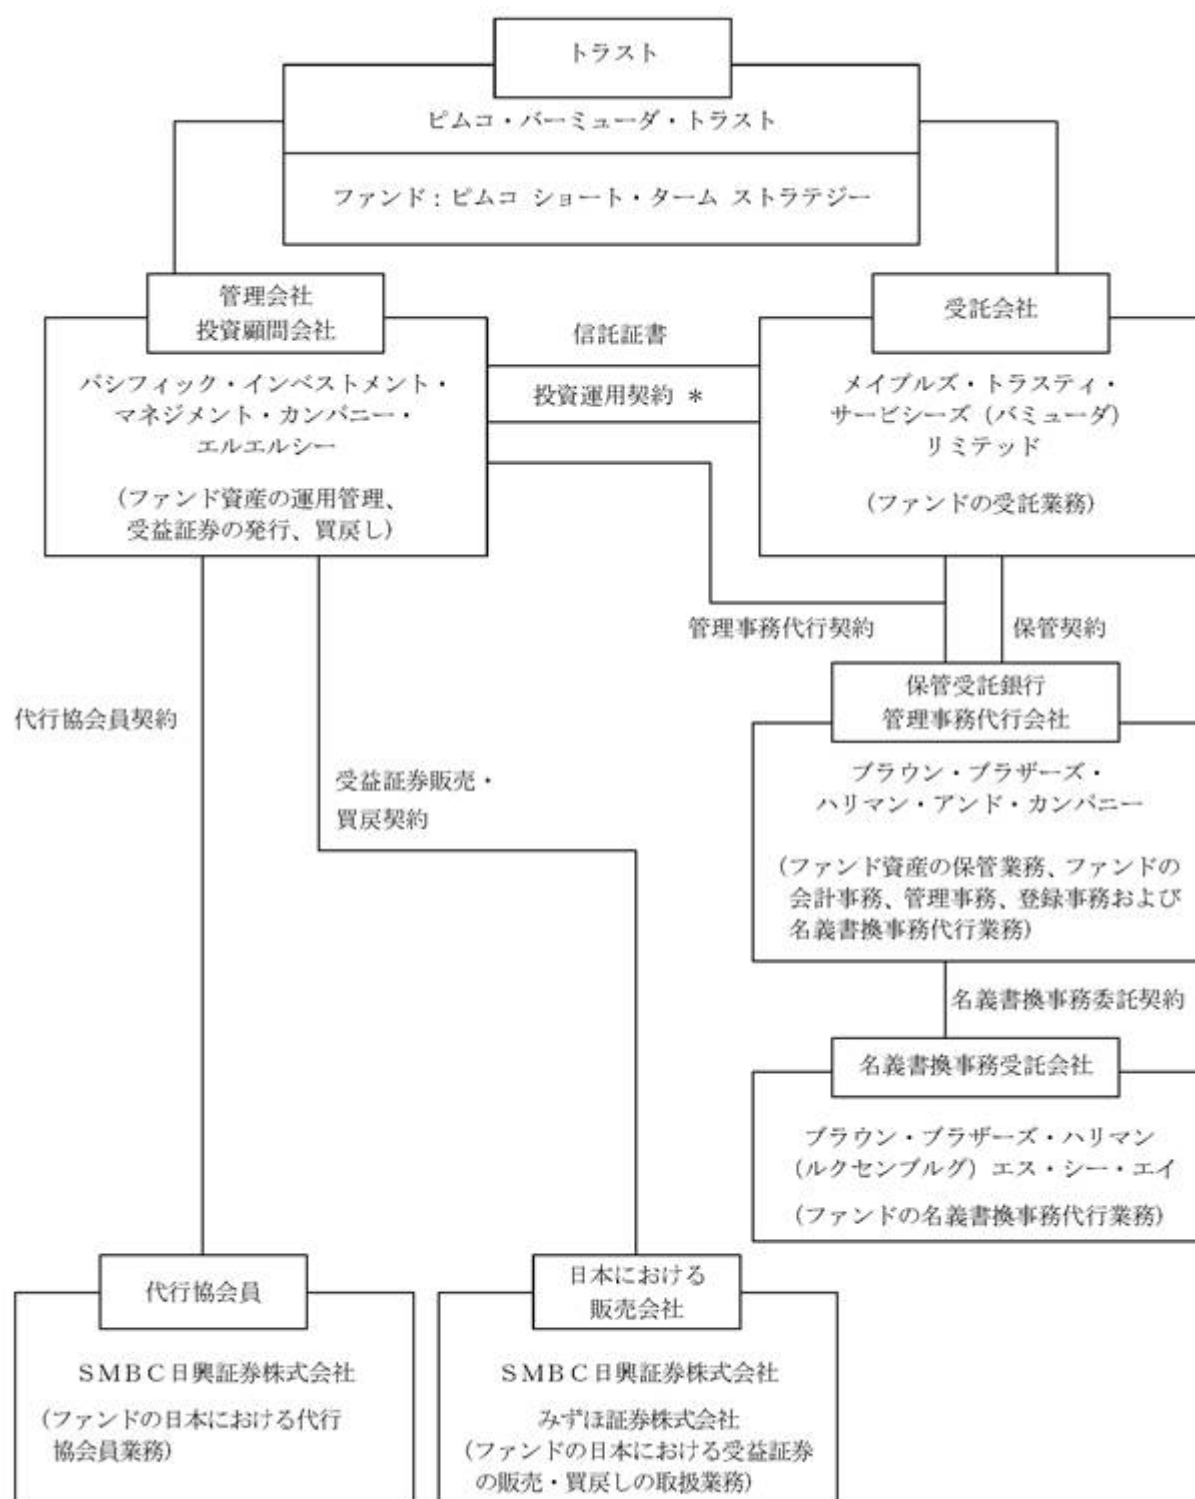 トラスト
ピムコ・バーミューダ・トラスト
ファンド：ピムコ ショート・ターム ストラテジー
管理会社
投資顧問会社
パシフィック・インベストメント・
マネジメント・カンパニー・
エルエルシー
（ファンド資産の運用管理、
受益証券の発行、買戻し）
信託証書
投資運用契約 ＊
受託会社
メイプルズ・トラスティ・
サービシーズ（バミューダ）
リミテッド
（ファンドの受託業務）
管理事務代行契約
保管契約
保管受託銀行
管理事務代行会社
ブラウン・ブラザーズ・
ハリマン・アンド・カンパニー
（ファンド資産の保管業務、ファンドの
会計事務、管理事務、登録事務および
名義書換事務代行業務）
代行協会員契約
受益証券販売・
買戻契約
名義書換事務委託契約
名義書換事務受託会社
ブラウン・ブラザーズ・ハリマン
（ルクセンブルグ）エス・シー・エイ
（ファンドの名義書換事務代行業務）
代行協会員
ＳＭＢＣ日興証券株式会社
（ファンドの日本における代行
協会員業務）
日本における
販売会社
ＳＭＢＣ日興証券株式会社
みずほ証券株式会社
（ファンドの日本における受益証券
の販売・買戻しの取扱業務）